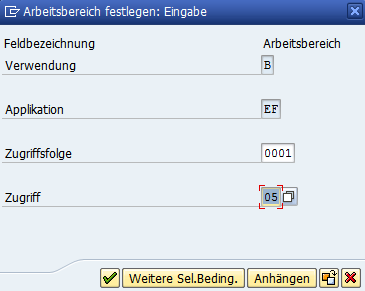 Arbeitsbereich festlegen: Eingabe
Feldbezeichnung Arbeitsbereich
Verwendung B
Applikation EF
Zugriffsfolge 0001
Zugriff 05
Weitere Sel.Beding. Anhängen